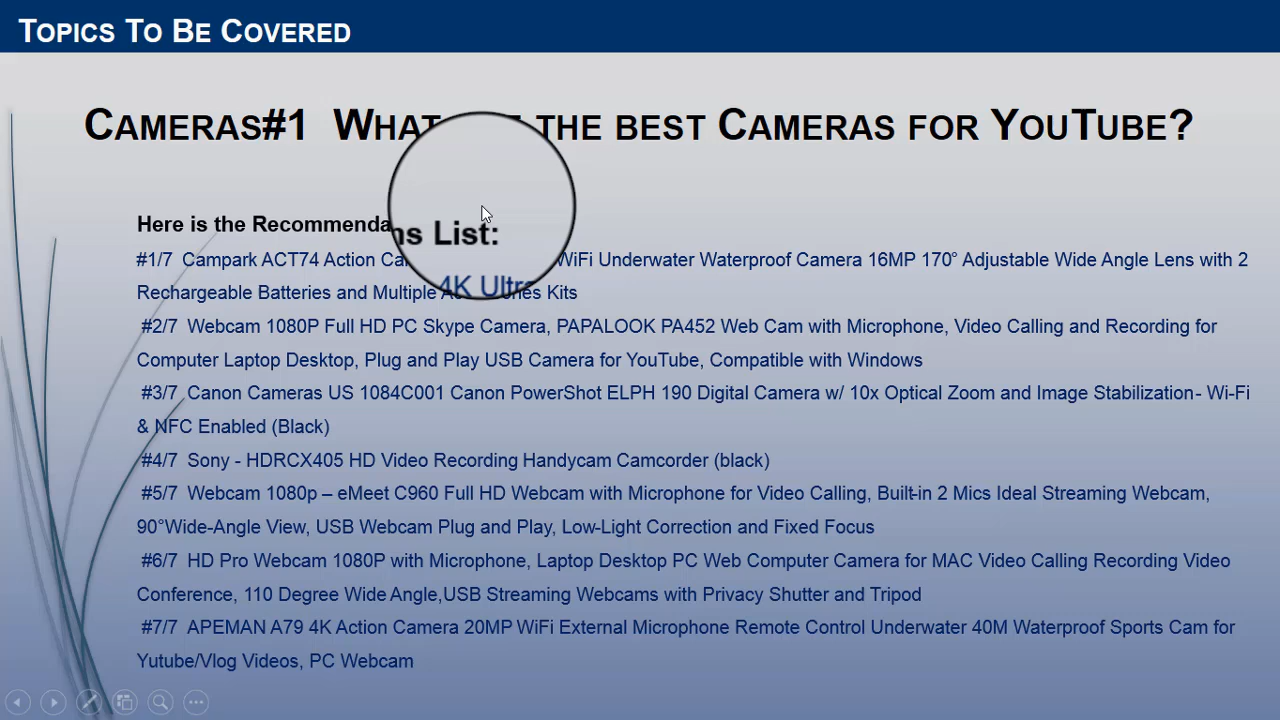 TOPICS TO BE COVERED
CAMERAS#1 WHAT THE BEST CAMERAS FOR YOUTUBE?
Here is the Recommenda ns List:
#1/7 Campark ACT74 Action Ca 4K Ultra WiFi Underwater Waterproof Camera 16MP 170° Adjustable Wide Angle Lens with 2
Rechargeable Batteries and Multiple Kits
#2/7 Webcam 1080P Full HD PC Skype Camera, PAPALOOK PA452 Web Cam with Microphone, Video Calling and Recording for
Computer Laptop Desktop, Plug and Play USB Camera for YouTube, Compatible with Windows
#3/7 Canon Cameras US 1084C001 Canon PowerShot ELPH 190 Digital Camera w/ 10x Optical Zoom and Image Stabilization- Wi-Fi
& NFC Enabled (Black)
#4/7 Sony - HDRCX405 HD Video Recording Handycam Camcorder (black)
#5/7 Webcam 1080p – eMeet C960 Full HD Webcam with Microphone for Video Calling, Built-in 2 Mics Ideal Streaming Webcam,
90°Wide-Angle View, USB Webcam Plug and Play, Low-Light Correction and Fixed Focus
#6/7 HD Pro Webcam 1080P with Microphone, Laptop Desktop PC Web Computer Camera for MAC Video Calling Recording Video
Conference, 110 Degree Wide Angle,USB Streaming Webcams with Privacy Shutter and Tripod
#7/7 APEMAN A79 4K Action Camera 20MP WiFi External Microphone Remote Control Underwater 40M Waterproof Sports Cam for
Yutube/Vlog Videos, PC Webcam